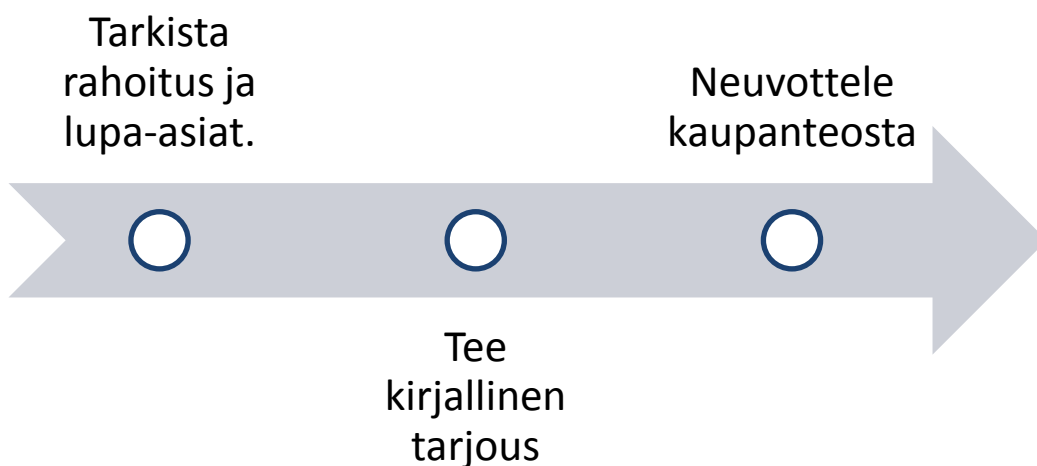 Tarkista
rahoitus ja
lupa-asiat.
Tee
kirjallinen
tarjous
Neuvottele
kaupanteosta